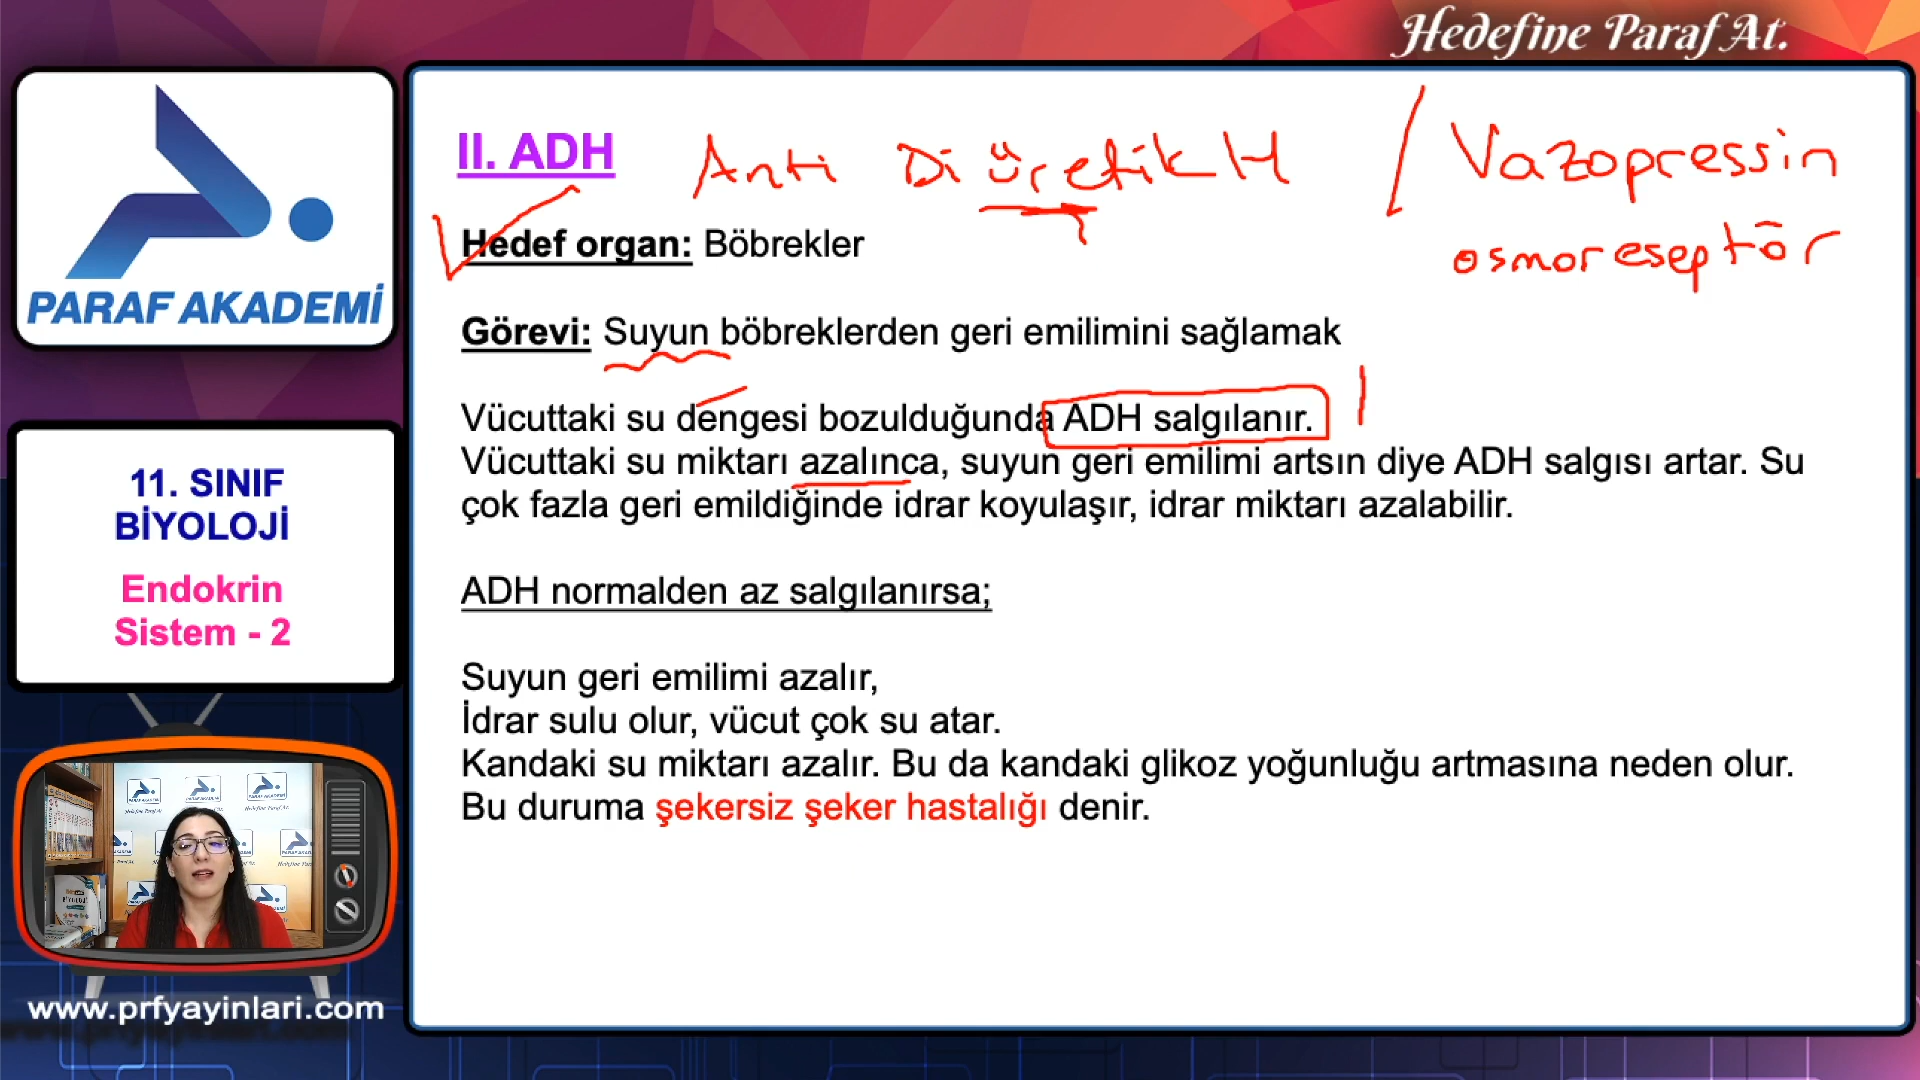 Hedefine Paraf At.
PARAF AKADEMİ
11. SINIF
BİYOLOJİ
Endokrin
Sistem - 2
www.prfyayinlari.com
II. ADH Anti Diüretik H / Vazopressin
osmoreseptör
Hedef organ: Böbrekler
Görevi: Suyun böbreklerden geri emilimini sağlamak
Vücuttaki su dengesi bozulduğunda ADH salgılanır.
Vücuttaki su miktarı azalınca, suyun geri emilimi artsın diye ADH salgısı artar. Su
çok fazla geri emildiğinde idrar koyulaşır, idrar miktarı azalabilir.
ADH normalden az salgılanırsa;
Suyun geri emilimi azalır,
İdrar sulu olur, vücut çok su atar.
Kandaki su miktarı azalır. Bu da kandaki glikoz yoğunluğu artmasına neden olur.
Bu duruma şekersiz şeker hastalığı denir.